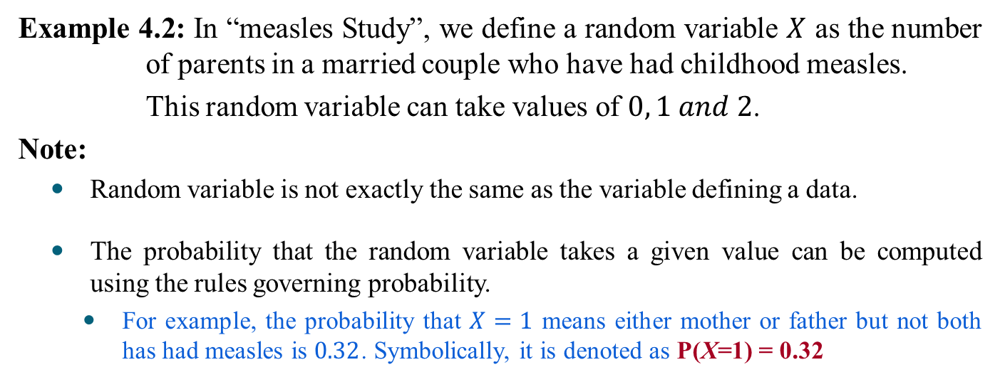 Example 4.2: In “measles Study”, we define a random variable X as the number
of parents in a married couple who have had childhood measles.
This random variable can take values of 0, 1 and 2.
Note:
• Random variable is not exactly the same as the variable defining a data.
• The probability that the random variable takes a given value can be computed
using the rules governing probability.
• For example, the probability that X = 1 means either mother or father but not both
has had measles is 0.32. Symbolically, it is denoted as P(X=1) = 0.32